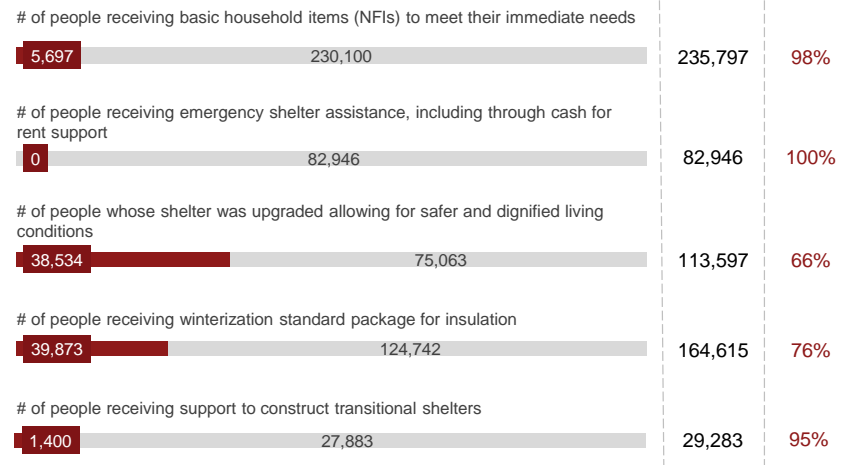 # of people receiving basic household items (NFIs) to meet their immediate needs
5,697 230,100 235,797 98%
# of people receiving emergency shelter assistance, including through cash for
rent support
0 82,946 82,946 100%
# of people whose shelter was upgraded allowing for safer and dignified living
conditions
38,534 75,063 113,597 66%
# of people receiving winterization standard package for insulation
39,873 124,742 164,615 76%
# of people receiving support to construct transitional shelters
1,400 27,883 29,283 95%